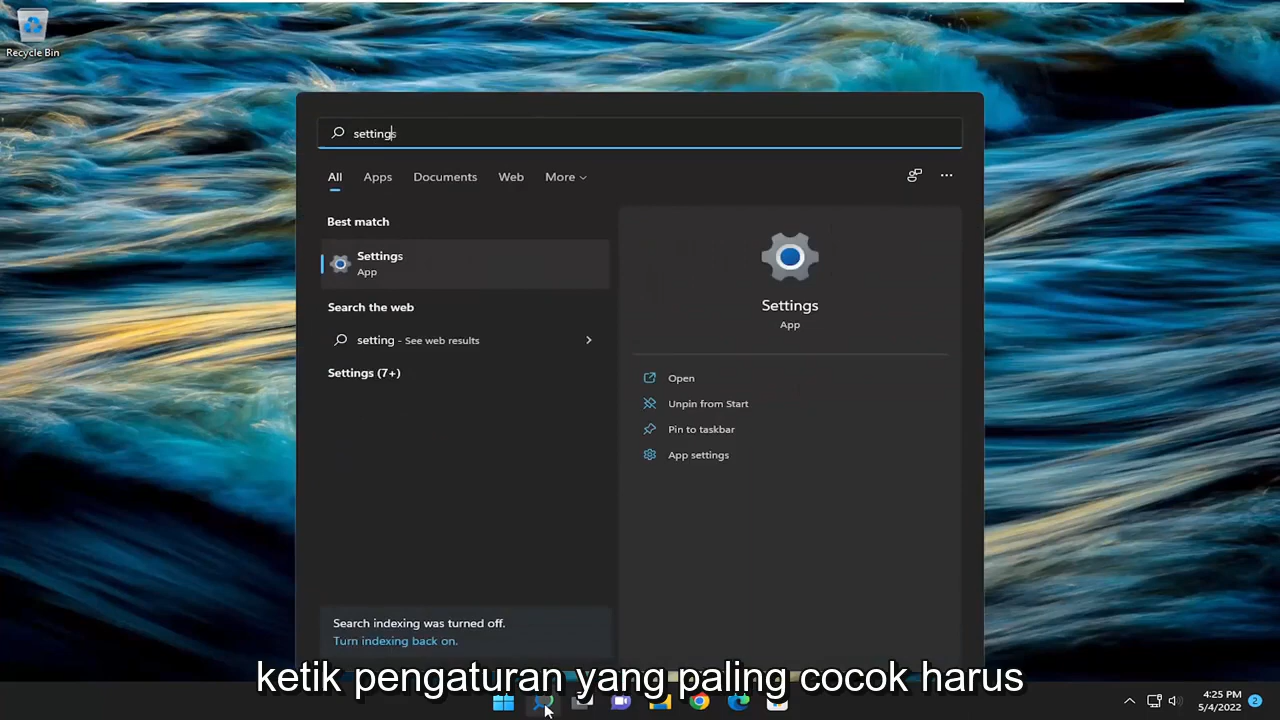 Recycle Bin
settings
All Apps Documents Web More
Best match
Settings
App
Search the web
setting - See web results
Settings (7+)
Search indexing was turned off.
Turn indexing back on.
Settings
App
Open
Unpin from Start
Pin to taskbar
App settings
ketik pengaturan yang paling cocok harus
4:25 PM
5/4/2022
2